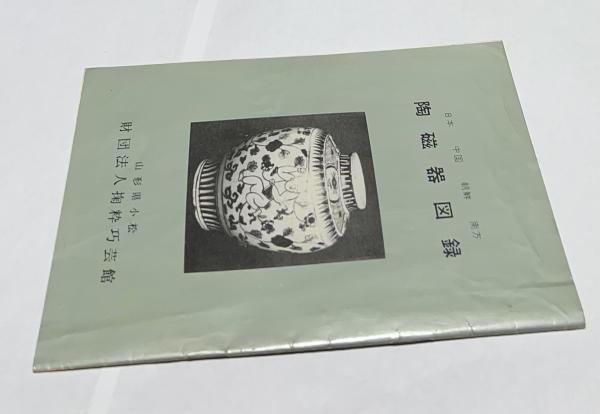 日本 中国 朝鮮 南方
陶磁器図録
山形県小松
財団法人掬粋巧芸館